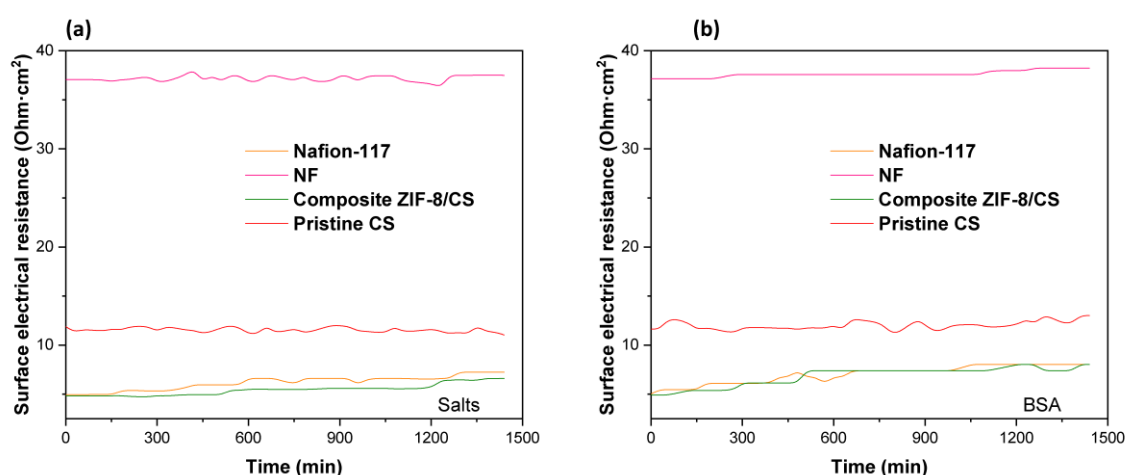 (a)
Surface electrical resistance (Ohm·cm²)
40
30
20
10
Nafion-117
NF
Composite ZIF-8/CS
Pristine CS
Salts
0 300 600 900 1200 1500
Time (min)
(b)
Surface electrical resistance (Ohm·cm²)
40
30
20
10
Nafion-117
NF
Composite ZIF-8/CS
Pristine CS
BSA
0 300 600 900 1200 1500
Time (min)